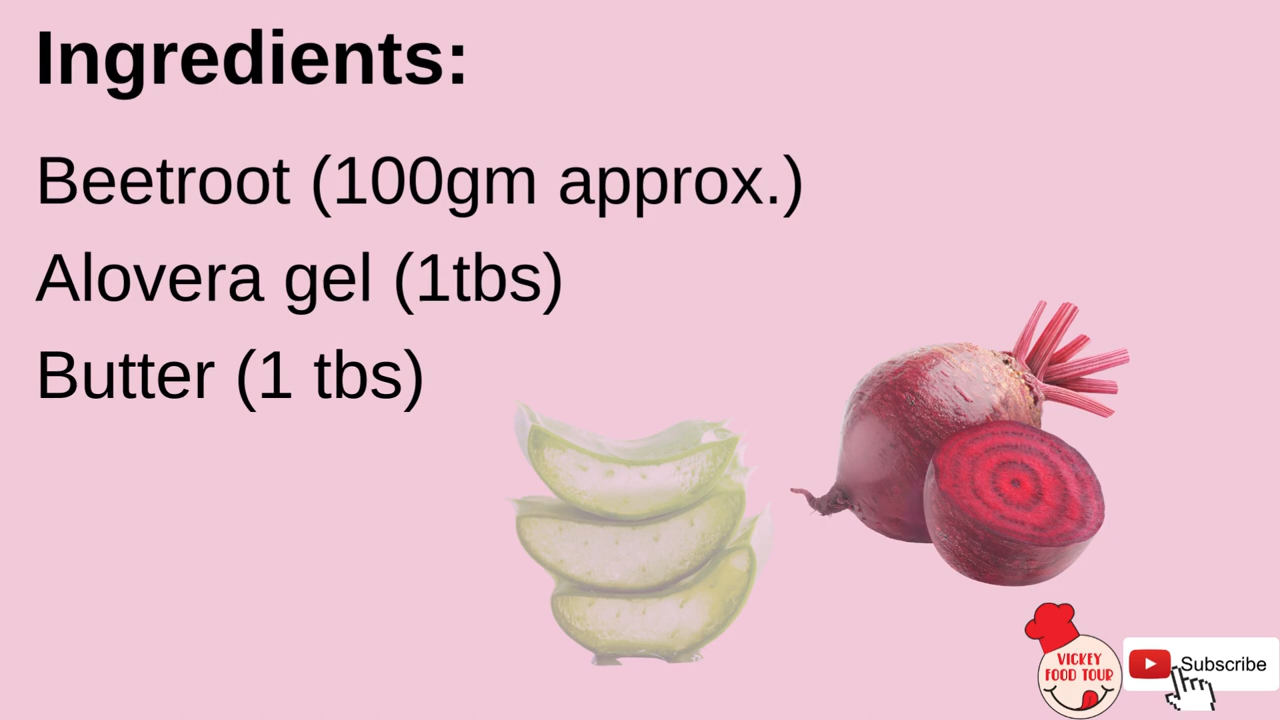 Ingredients:
Beetroot (100gm approx.)
Alovera gel (1tbs)
Butter (1 tbs)
VICKEY
FOOD TOUR
Subscribe